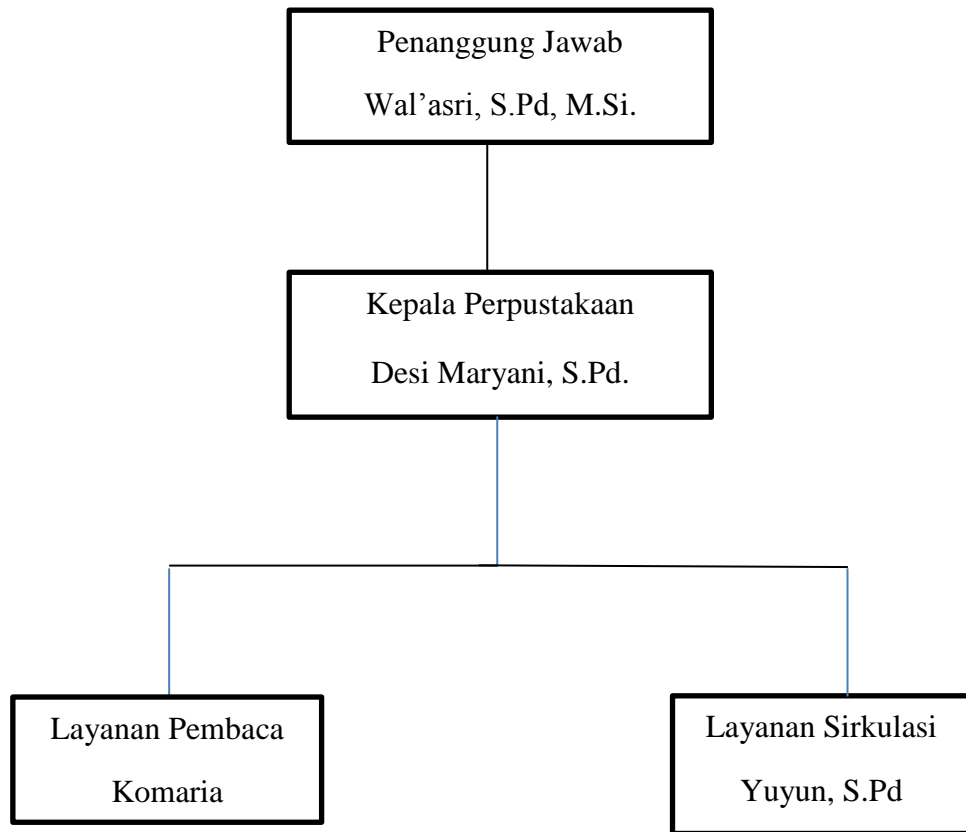 Penanggung Jawab
Wal’asri, S.Pd, M.Si.
Kepala Perpustakaan
Desi Maryani, S.Pd.
Layanan Pembaca
Komaria
Layanan Sirkulasi
Yuyun, S.Pd